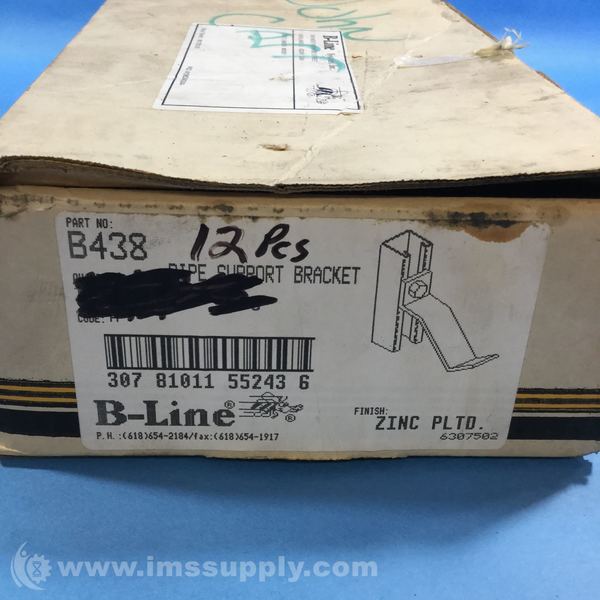 B-Line
PART NO:
B438 12 Pcs
PIPE SUPPORT BRACKET
307 81011 55243 6
B-Line®
®
P.H.:(618)654-2184/fax:(618)654-1917
FINISH:
ZINC PLTD.
6307502
www.imssupply.com